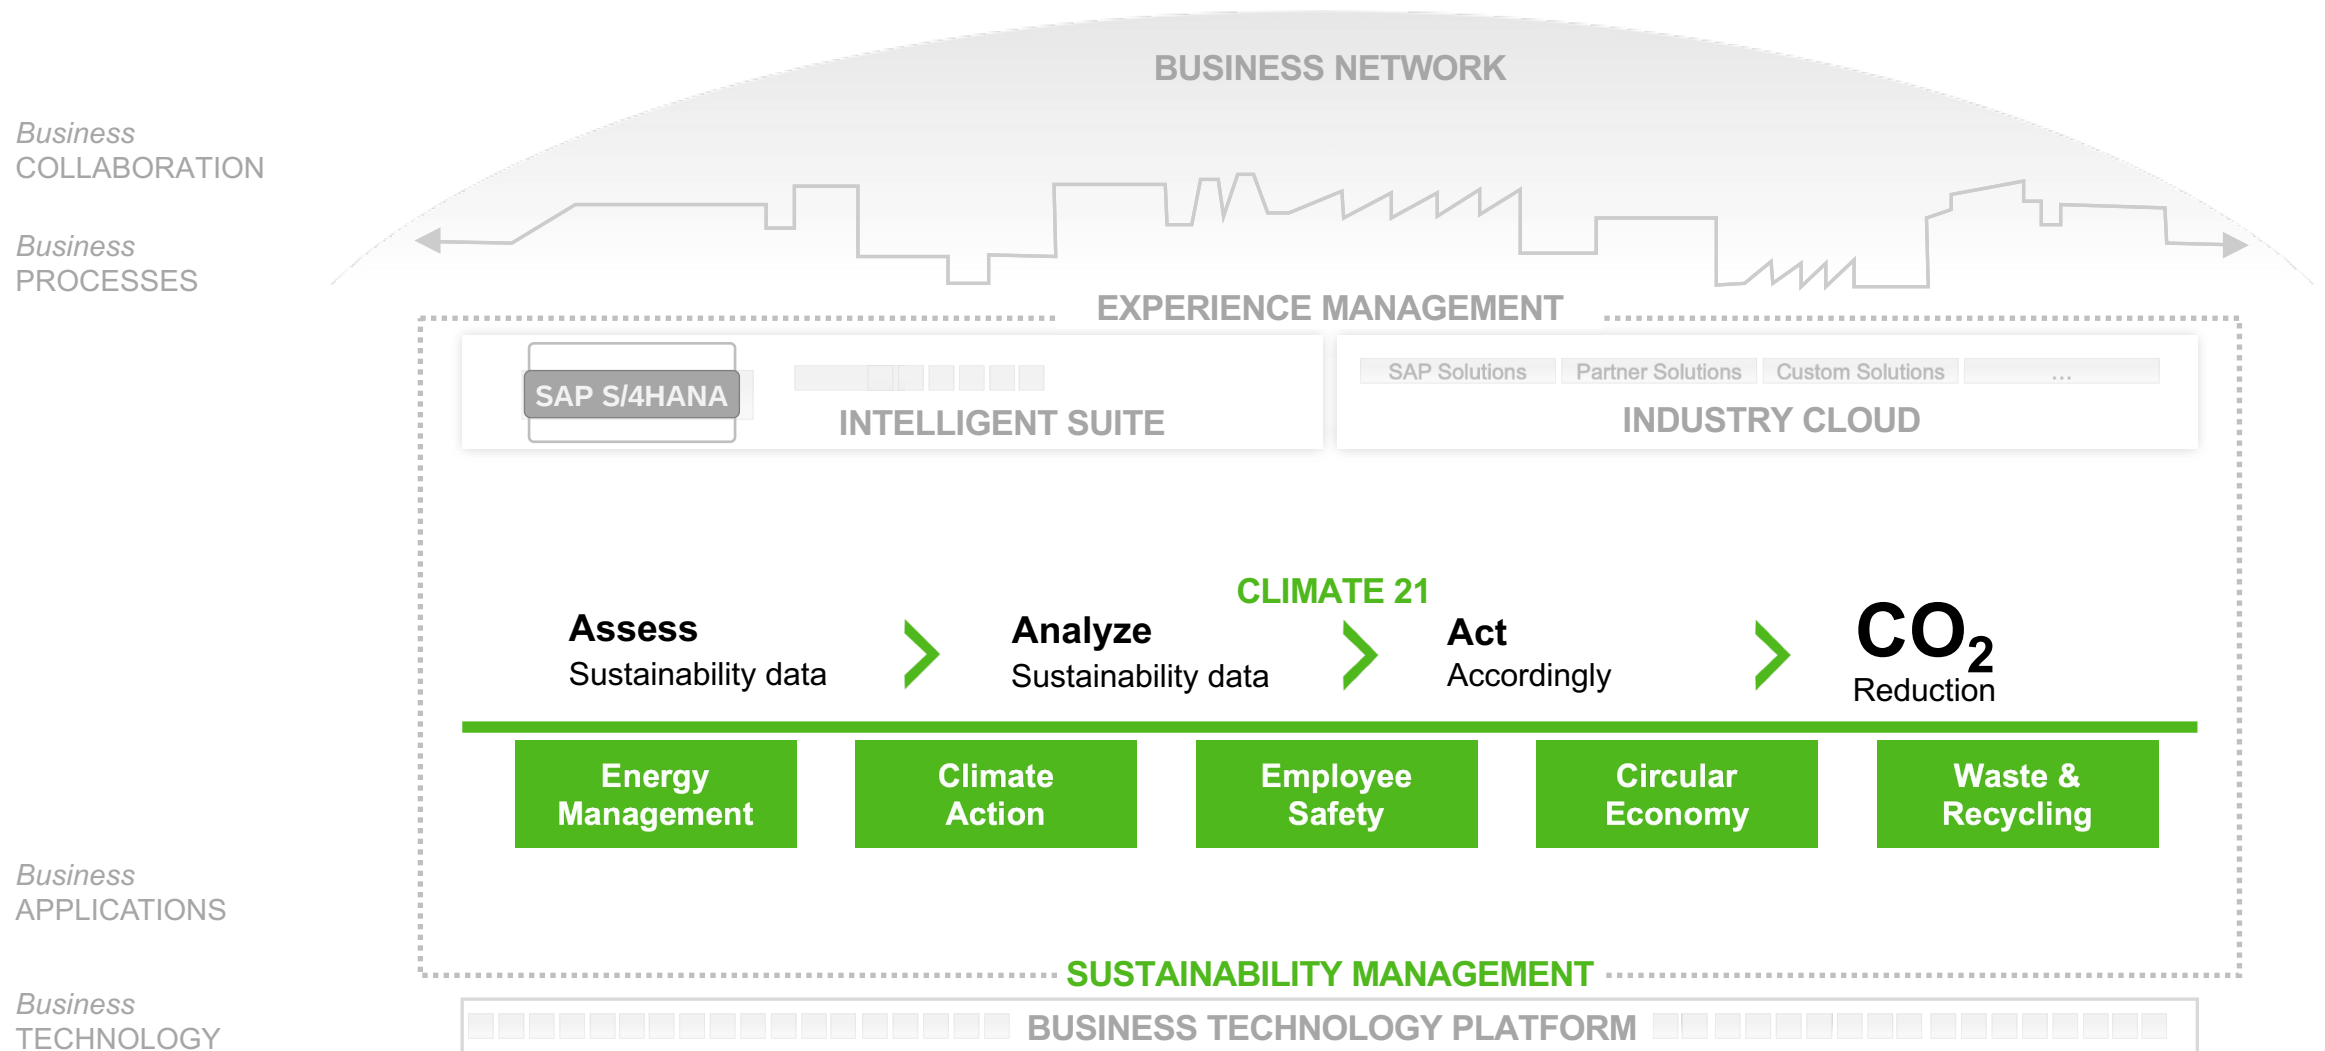 BUSINESS NETWORK
Business
COLLABORATION
Business
PROCESSES
EXPERIENCE MANAGEMENT
SAP S/4HANA
INTELLIGENT SUITE
SAP Solutions
Partner Solutions
Custom Solutions
...
INDUSTRY CLOUD
CLIMATE 21
Assess
Sustainability data
Analyze
Sustainability data
Act
Accordingly
CO₂
Reduction
Energy
Management
Climate
Action
Employee
Safety
Circular
Economy
Waste &
Recycling
Business
APPLICATIONS
SUSTAINABILITY MANAGEMENT
Business
TECHNOLOGY
BUSINESS TECHNOLOGY PLATFORM